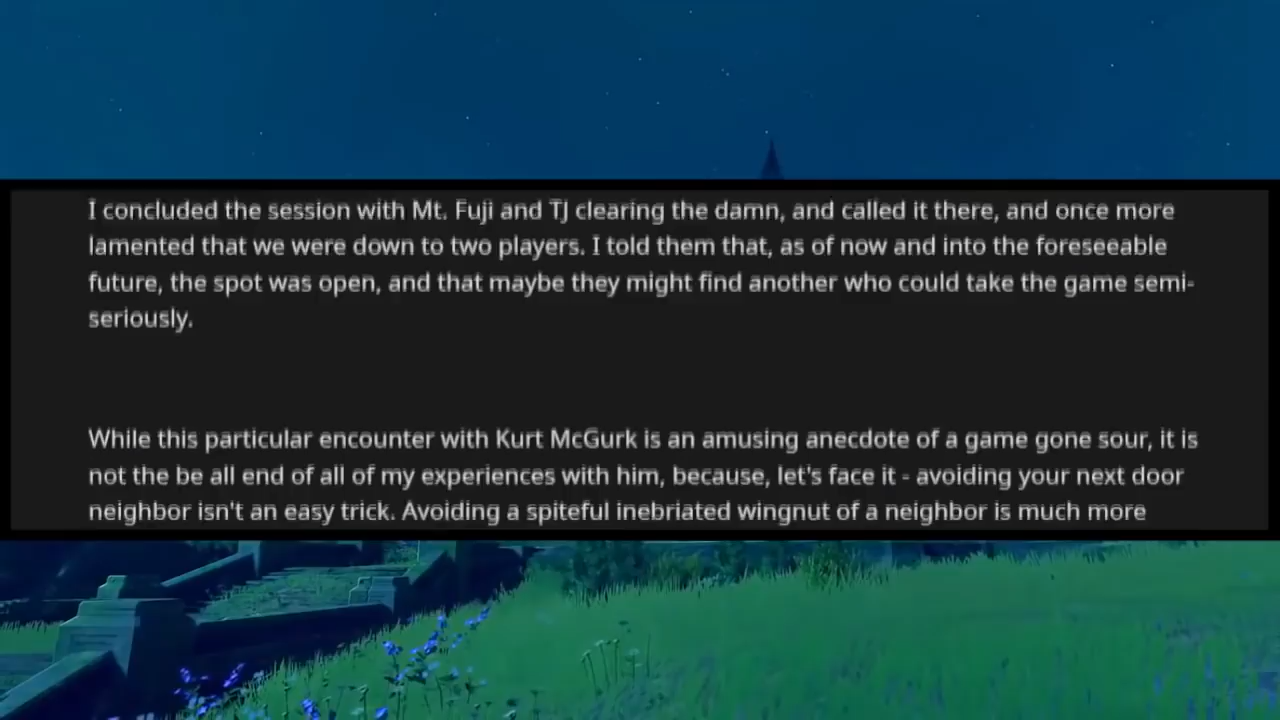 I concluded the session with Mt. Fuji and TJ clearing the damn, and called it there, and once more
lamented that we were down to two players. I told them that, as of now and into the foreseeable
future, the spot was open, and that maybe they might find another who could take the game semi-
seriously.
While this particular encounter with Kurt McGurk is an amusing anecdote of a game gone sour, it is
not the be all end of all of my experiences with him, because, let's face it - avoiding your next door
neighbor isn't an easy trick. Avoiding a spiteful inebriated wingnut of a neighbor is much more